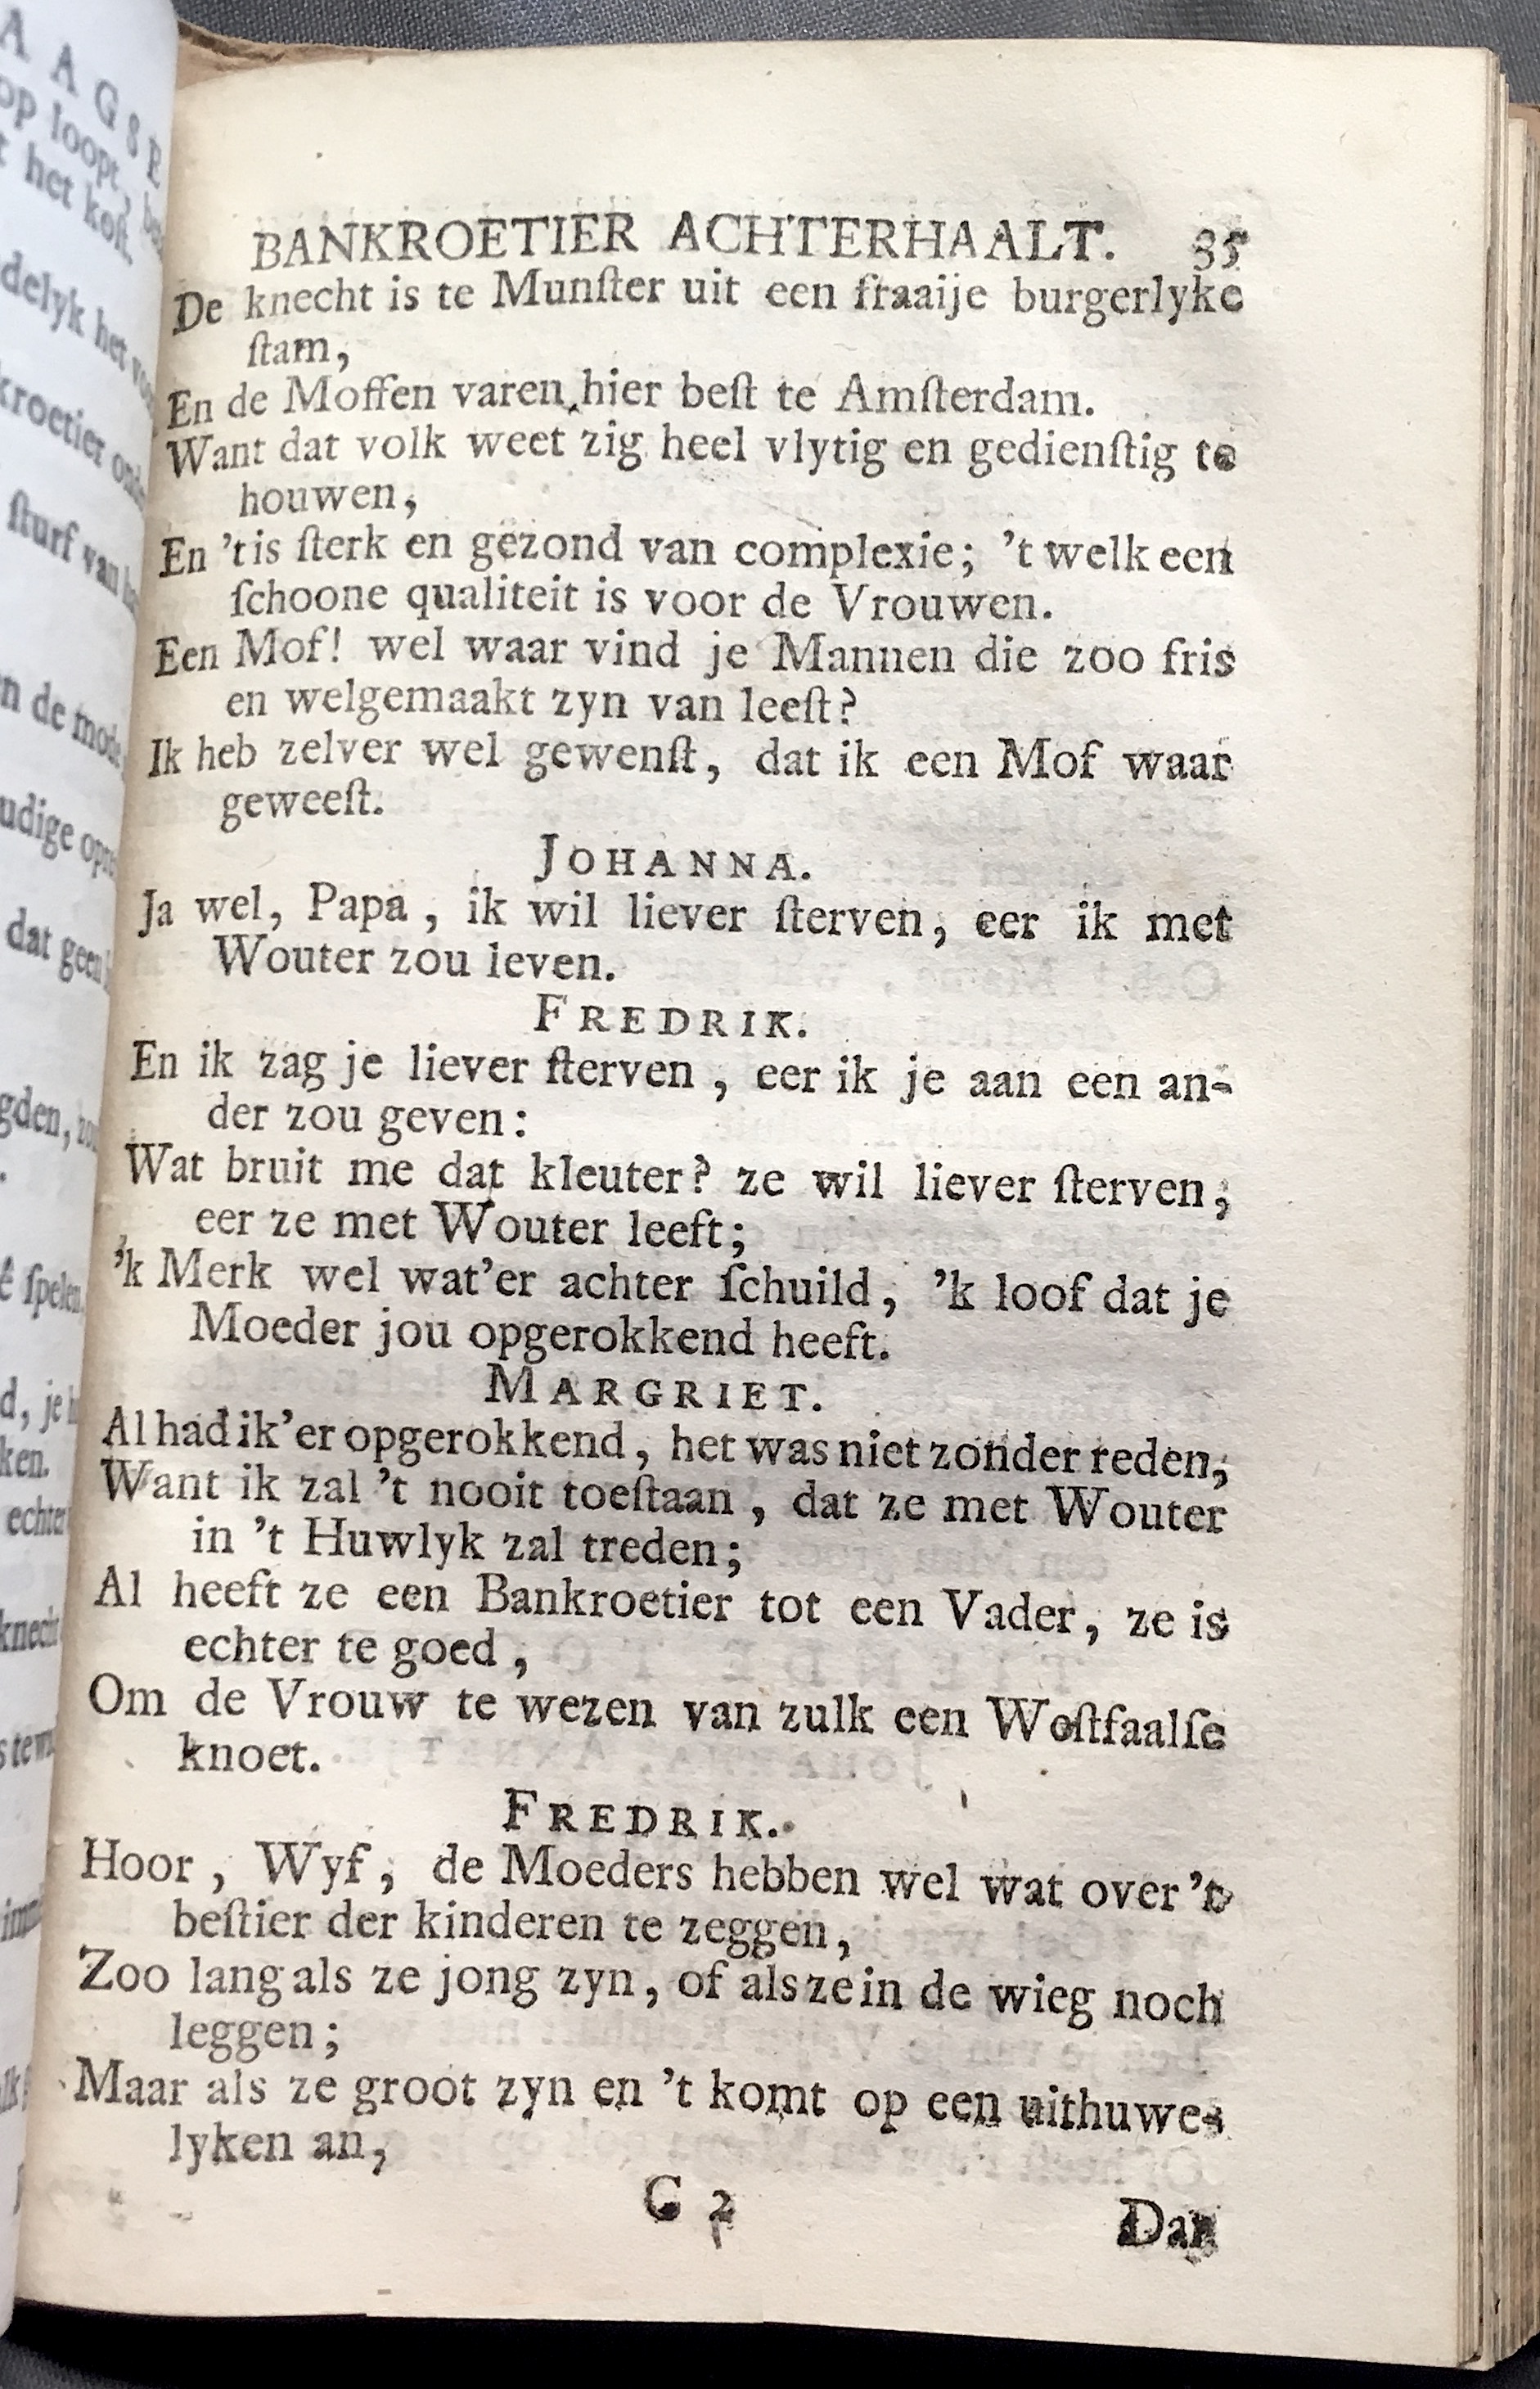 BANKROETIER ACHTERHAALT. 35
De knecht is te Munſter uit een fraaije burgerlyke
ſtam,
En de Moffen varen hier beſt te Amſterdam.
Want dat volk weet zig heel vlytig en gedienſtig te
houwen,
En 't is ſterk en gezond van complexie; 't welk een
ſchoone qualiteit is voor de Vrouwen.
Een Mof! wel waar vind je Mannen die zoo fris
en welgemaakt zyn van leeſt?
Ik heb zelver wel gewenſt, dat ik een Mof waar
geweeſt.
JOHANNA.
Ja wel, Papa, ik wil liever ſterven, eer ik met
Wouter zou leven.
FREDRIK.
En ik zag je liever ſterven, eer ik je aan een an-
der zou geven:
Wat bruit me dat kleuter? ze wil liever ſterven,
eer ze met Wouter leeft;
'k Merk wel wat'er achter ſchuild, 'k loof dat je
Moeder jou opgerokkend heeft.
MARGRIET.
Al had ik'er opgerokkend, het was niet zonder reden,
Want ik zal 't nooit toeſtaan, dat ze met Wouter
in 't Huwlyk zal treden;
Al heeft ze een Bankroetier tot een Vader, ze is
echter te goed,
Om de Vrouw te wezen van zulk een Weſtfaalſe
knoet.
FREDRIK.
Hoor, Wyf, de Moeders hebben wel wat over 't
beſtier der kinderen te zeggen,
Zoo lang als ze jong zyn, of als ze in de wieg noch
leggen;
Maar als ze groot zyn en 't komt op een uithuwe-
lyken an,
C 2
Dan